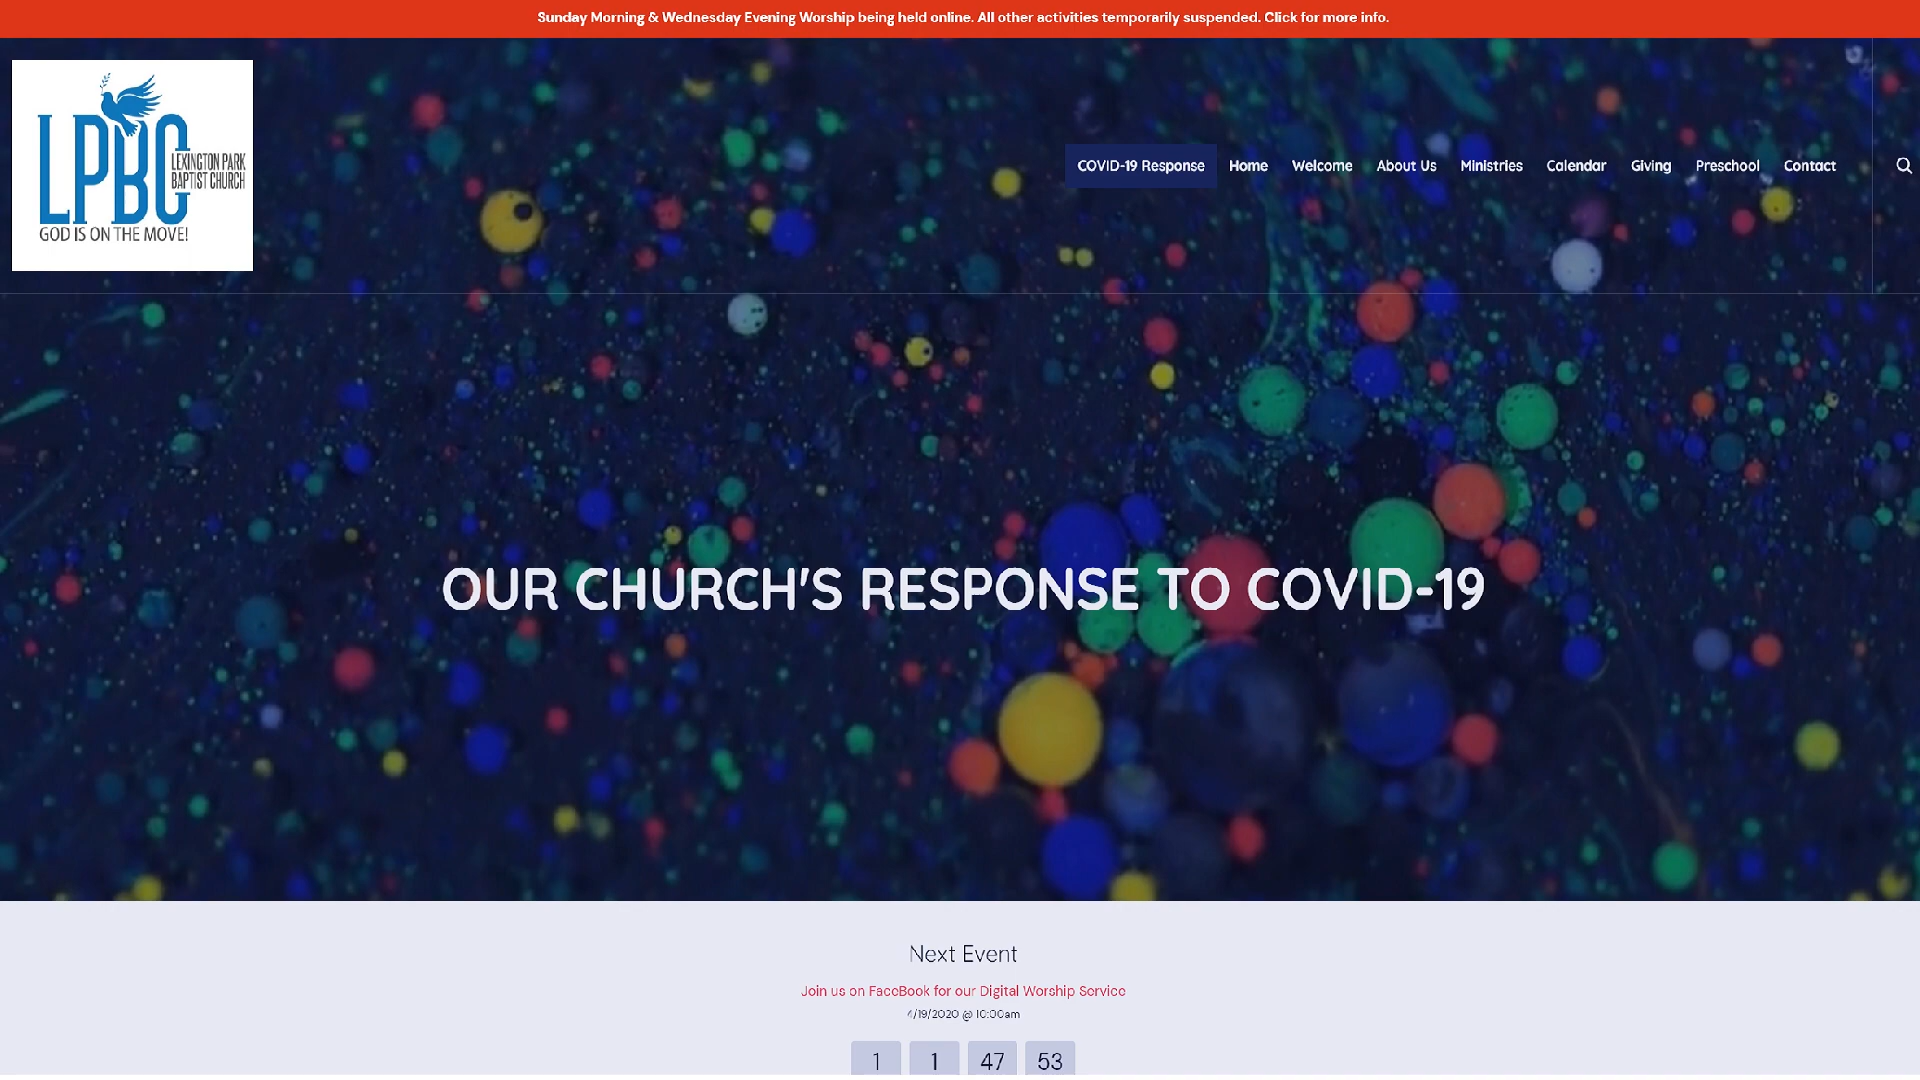 Sunday Morning & Wednesday Evening Worship being held online. All other activities temporarily suspended. Click for more info.
LPBC
LEXINGTON PARK
BAPTIST CHURCH
GOD IS ON THE MOVE!
COVID-19 Response Home Welcome About Us Ministries Calendar Giving Preschool Contact
OUR CHURCH'S RESPONSE TO COVID-19
Next Event
Join us on FaceBook for our Digital Worship Service
4/19/2020 @ 10:00am
1 1 47 53